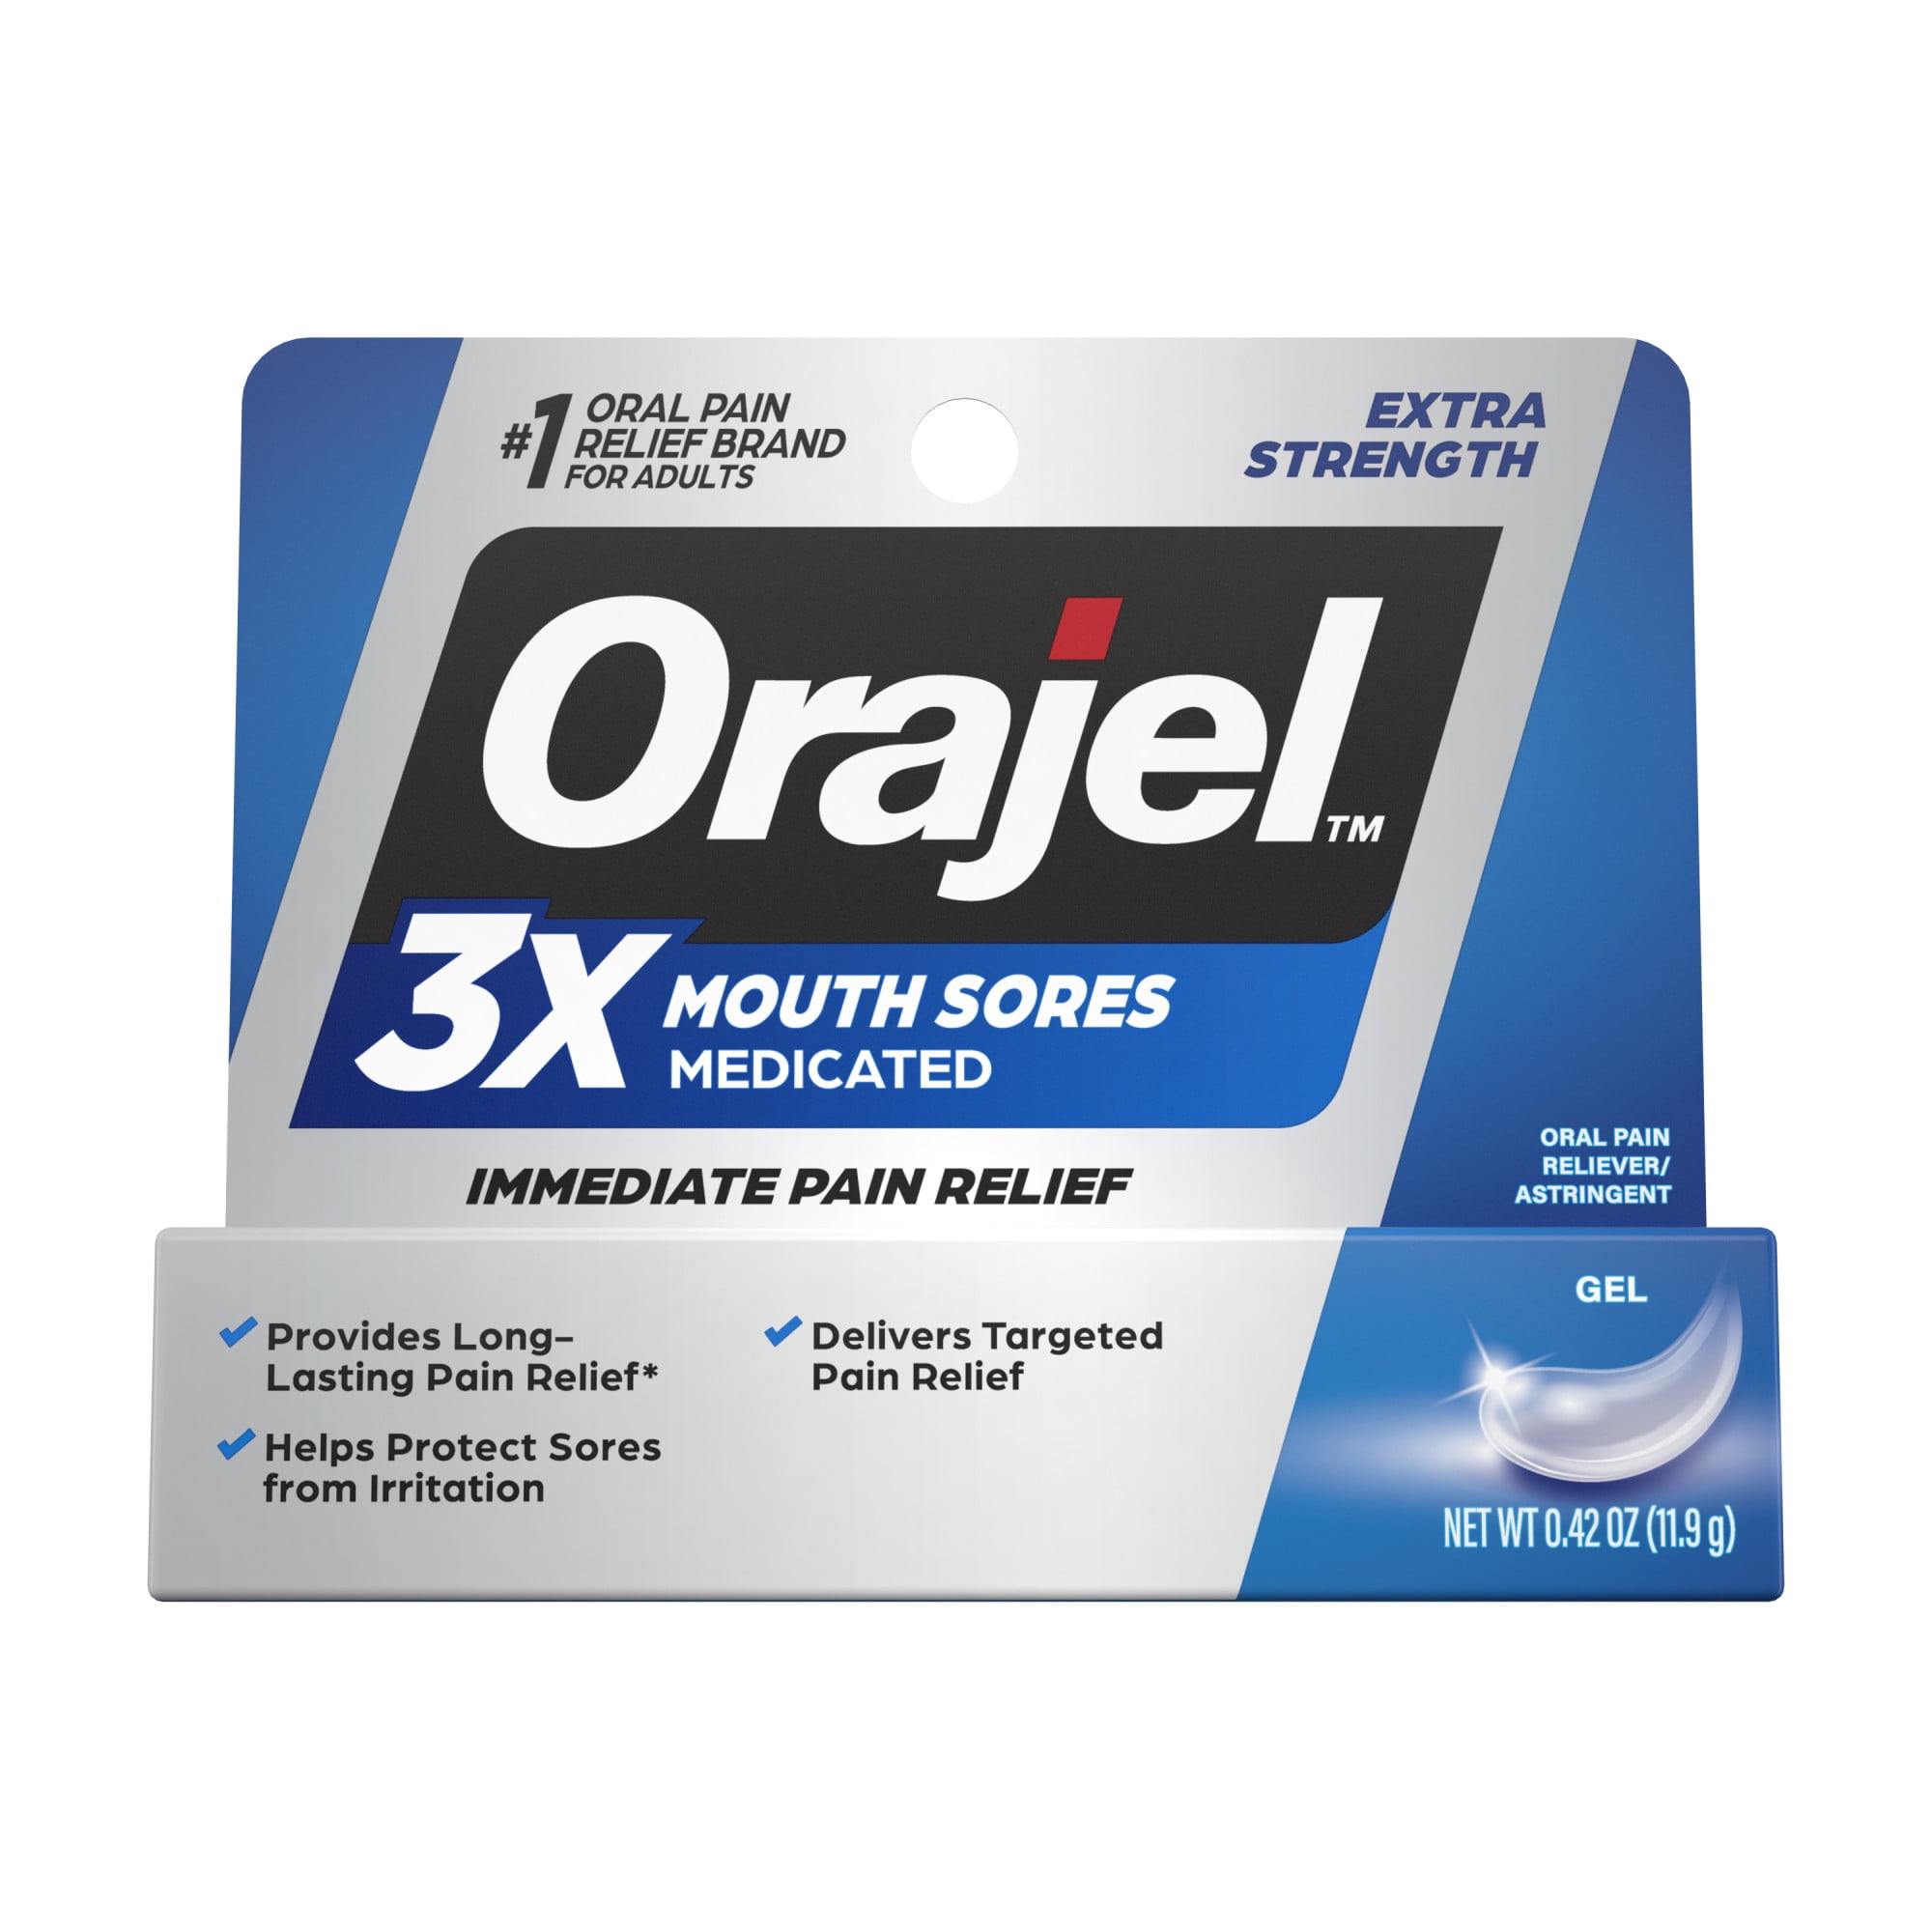 #1 ORAL PAIN
RELIEF BRAND
FOR ADULTS
EXTRA
STRENGTH
Orajel™
3X MOUTH SORES
MEDICATED
IMMEDIATE PAIN RELIEF
ORAL PAIN
RELIEVER/
ASTRINGENT
Provides Long–
Lasting Pain Relief*
Helps Protect Sores
from Irritation
Delivers Targeted
Pain Relief
GEL
NET WT 0.42 OZ (11.9 g)